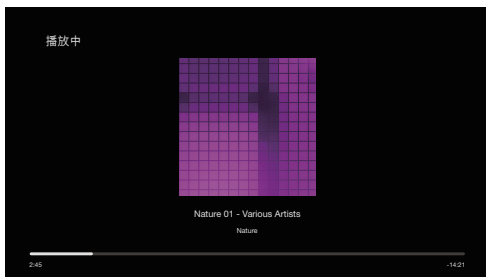 播放中
Nature 01 - Various Artists
Nature
2:45
-14:21